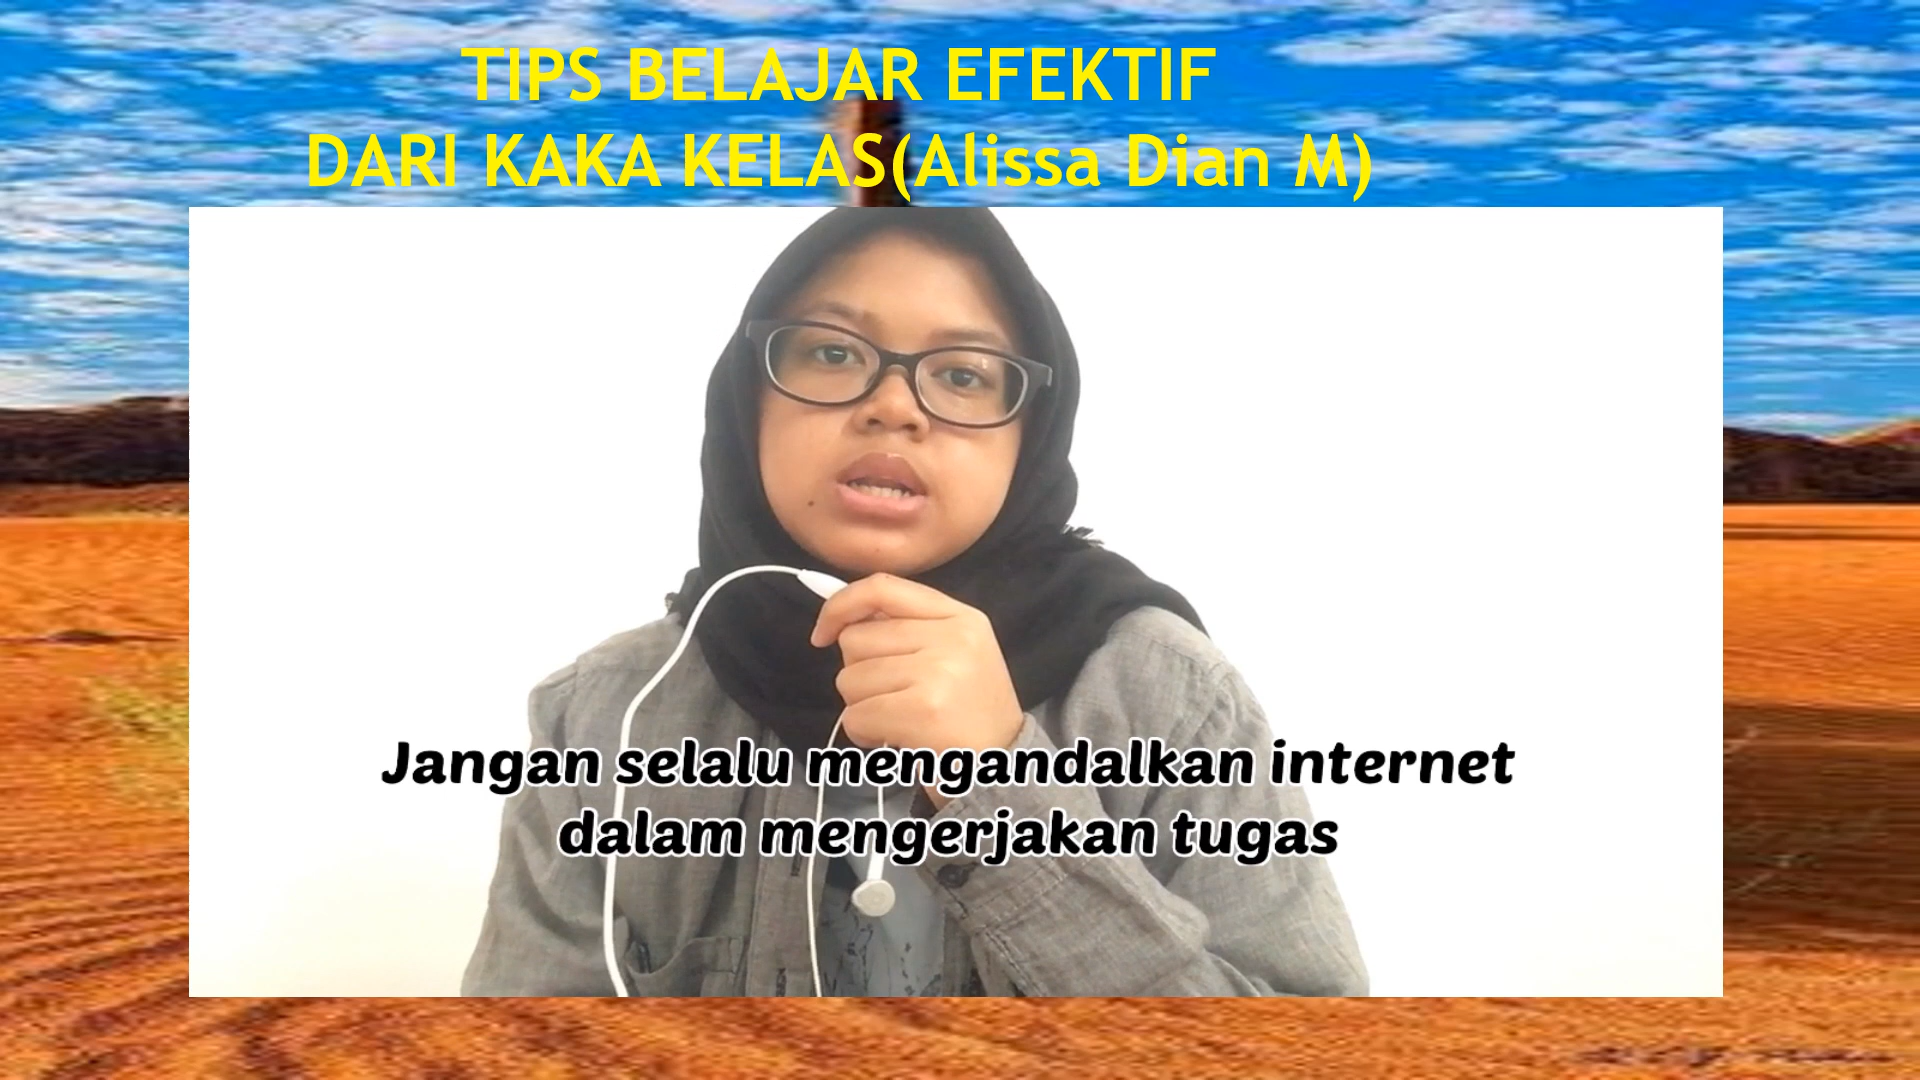 TIPS BELAJAR EFEKTIF
DARI KAKA KELAS(Alissa Dian M)
Jangan selalu mengandalkan internet
dalam mengerjakan tugas